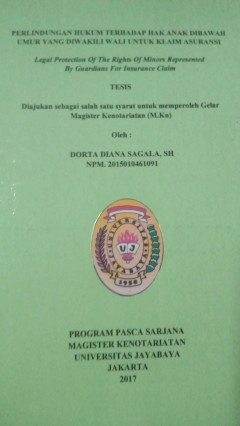 PERLINDUNGAN HUKUM TERHADAP HAK ANAK DIBAWAH
UMUR YANG DIWAKILI WALI UNTUK KLAIM ASURANSI
Legal Protection Of The Rights Of Minors Represented
By Guardians For Insurance Claim
TESIS
Diajukan sebagai salah satu syarat untuk memperoleh Gelar
Magister Kenotariatan (M.Kn)
Oleh :
DORTA DIANA SAGALA, SH
NPM. 2015010461091
UJ
1958
PROGRAM PASCA SARJANA
MAGISTER KENOTARIATAN
UNIVERSITAS JAYABAYA
JAKARTA
2017